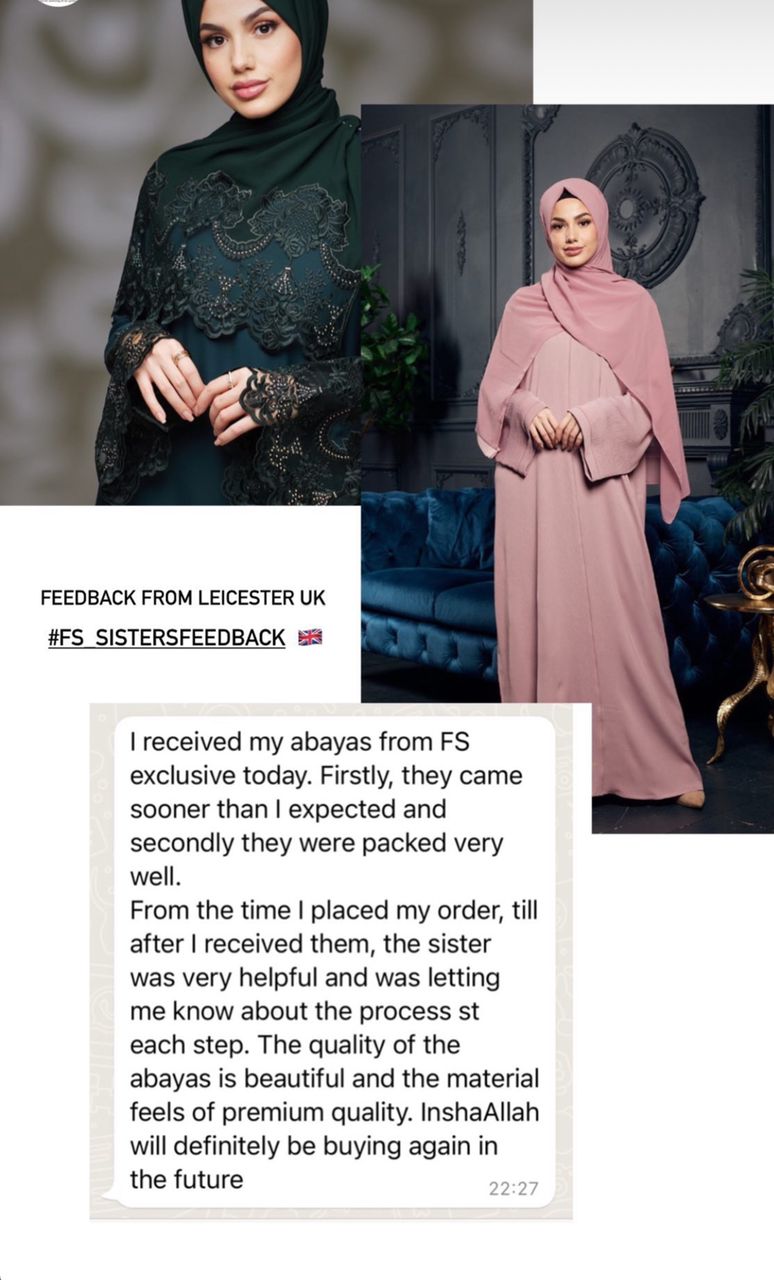 FEEDBACK FROM LEICESTER UK
#FS_SISTERSFEEDBACK 🇬🇧
I received my abayas from FS
exclusive today. Firstly, they came
sooner than I expected and
secondly they were packed very
well.
From the time I placed my order, till
after I received them, the sister
was very helpful and was letting
me know about the process st
each step. The quality of the
abayas is beautiful and the material
feels of premium quality. InshaAllah
will definitely be buying again in
the future
22:27